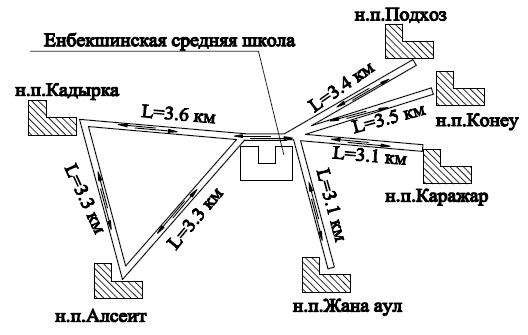 н.п.Подхоз
Енбекшинская средняя школа
L=3.4 км
н.п.Кадырка
L=3.6 км
L=3.5 км
н.п.Конеу
L=3.1 км
н.п.Каражар
L=3.3 км
L=3.3 км
L=3.1 км
н.п.Алсеит
н.п.Жана аул